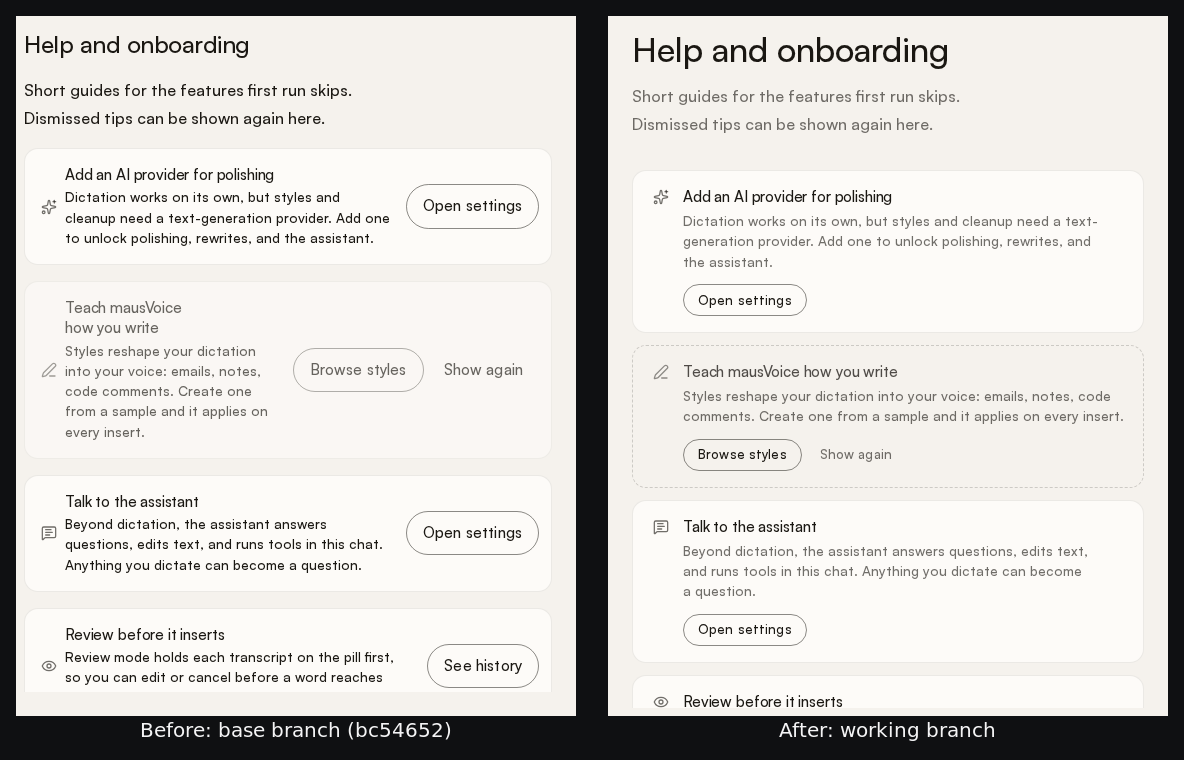 Help and onboarding
Short guides for the features first run skips.
Dismissed tips can be shown again here.
Add an AI provider for polishing
Dictation works on its own, but styles and
cleanup need a text-generation provider. Add one
to unlock polishing, rewrites, and the assistant.
Open settings
Teach mausVoice
how you write
Styles reshape your dictation
into your voice: emails, notes,
code comments. Create one
from a sample and it applies on
every insert.
Browse styles
Show again
Talk to the assistant
Beyond dictation, the assistant answers
questions, edits text, and runs tools in this chat.
Anything you dictate can become a question.
Open settings
Review before it inserts
Review mode holds each transcript on the pill first,
so you can edit or cancel before a word reaches
See history
Before: base branch (bc54652)
Help and onboarding
Short guides for the features first run skips.
Dismissed tips can be shown again here.
Add an AI provider for polishing
Dictation works on its own, but styles and cleanup need a text-
generation provider. Add one to unlock polishing, rewrites, and
the assistant.
Open settings
Teach mausVoice how you write
Styles reshape your dictation into your voice: emails, notes, code
comments. Create one from a sample and it applies on every insert.
Browse styles
Show again
Talk to the assistant
Beyond dictation, the assistant answers questions, edits text,
and runs tools in this chat. Anything you dictate can become
a question.
Open settings
Review before it inserts
After: working branch